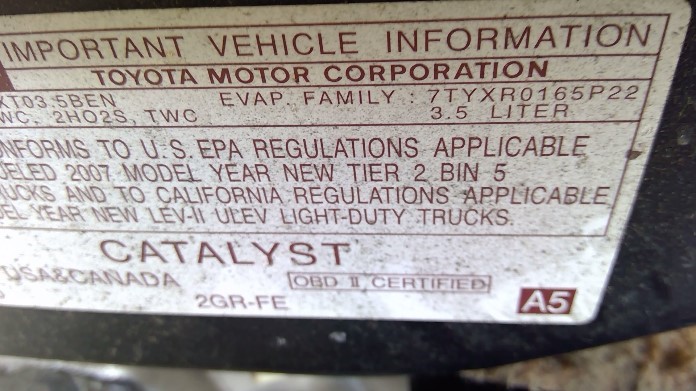 IMPORTANT VEHICLE INFORMATION
TOYOTA MOTOR CORPORATION
XT03.5BEN EVAP. FAMILY : 7TYXR0165P22
WC, 2HO2S, TWC 3.5 LITER
NFORMS TO U.S. EPA REGULATIONS APPLICABLE
UELED 2007 MODEL YEAR NEW TIER 2 BIN 5
UCKS AND TO CALIFORNIA REGULATIONS APPLICABLE
DEL YEAR NEW LEV-II ULEV LIGHT-DUTY TRUCKS.
CATALYST
USA&CANADA OBD II CERTIFIED
2GR-FE A5